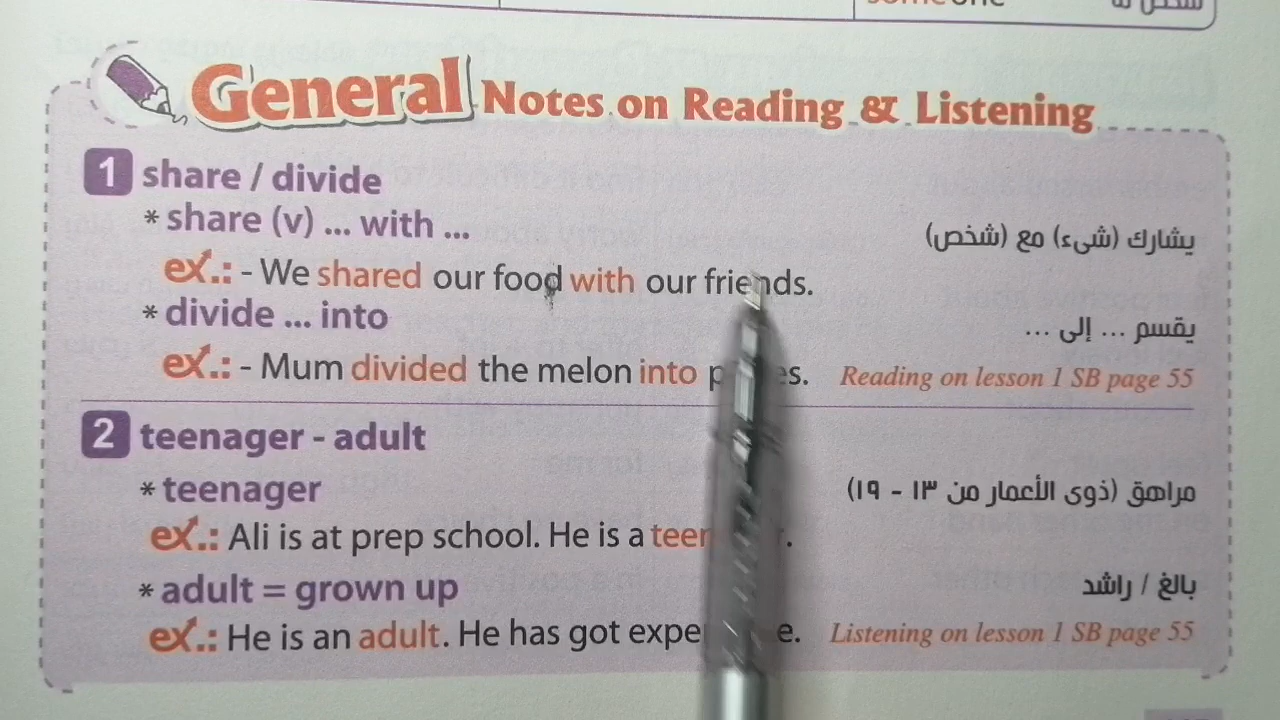 someone
General Notes on Reading & Listening
1 share / divide
* share (v) ... with ... يشارك (شىء) مع (شخص)
ex.: - We shared our food with our friends.
* divide ... into يقسم ... إلى ...
ex.: - Mum divided the melon into Reading on lesson 1 SB page 55
2 teenager - adult
* teenager مراهق (ذوى الأعمار من ١٣ - ١٩)
ex.: Ali is at prep school. He is a
* adult = grown up بالغ / راشد
ex.: He is an adult. He has got Listening on lesson 1 SB page 55